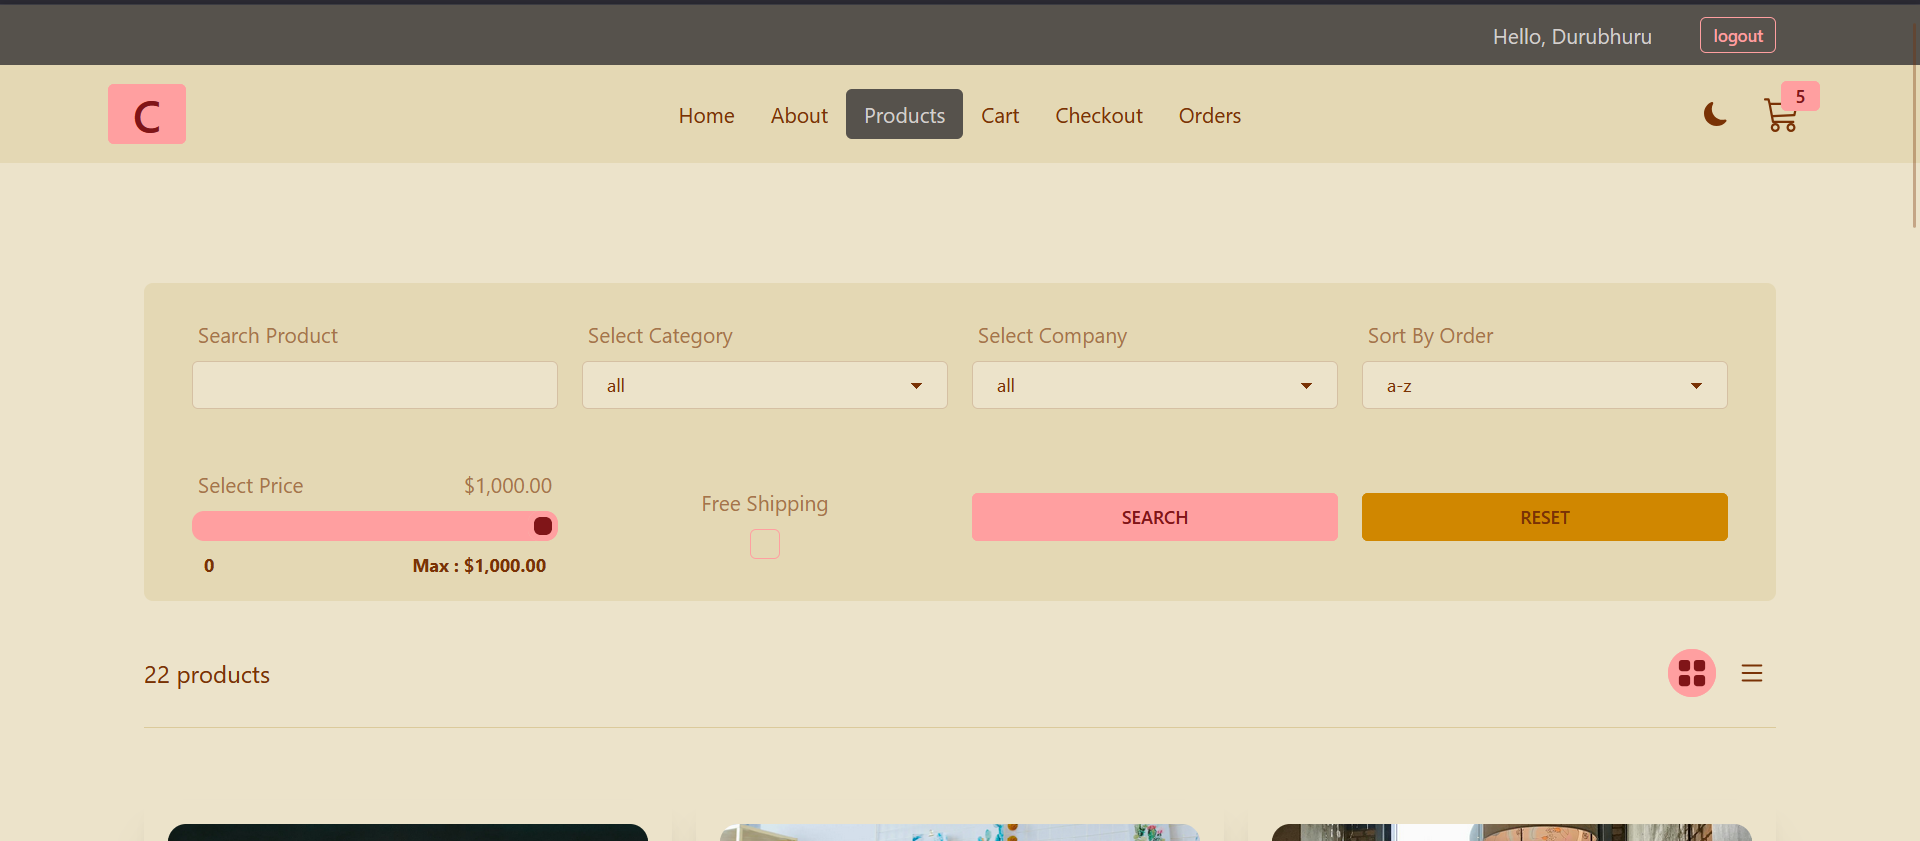 Hello, Durubhuru
logout
C
Home
About
Products
Cart
Checkout
Orders
5
Search Product
Select Category
Select Company
Sort By Order
all
all
a-z
Select Price
$1,000.00
Free Shipping
SEARCH
RESET
0
Max : $1,000.00
22 products